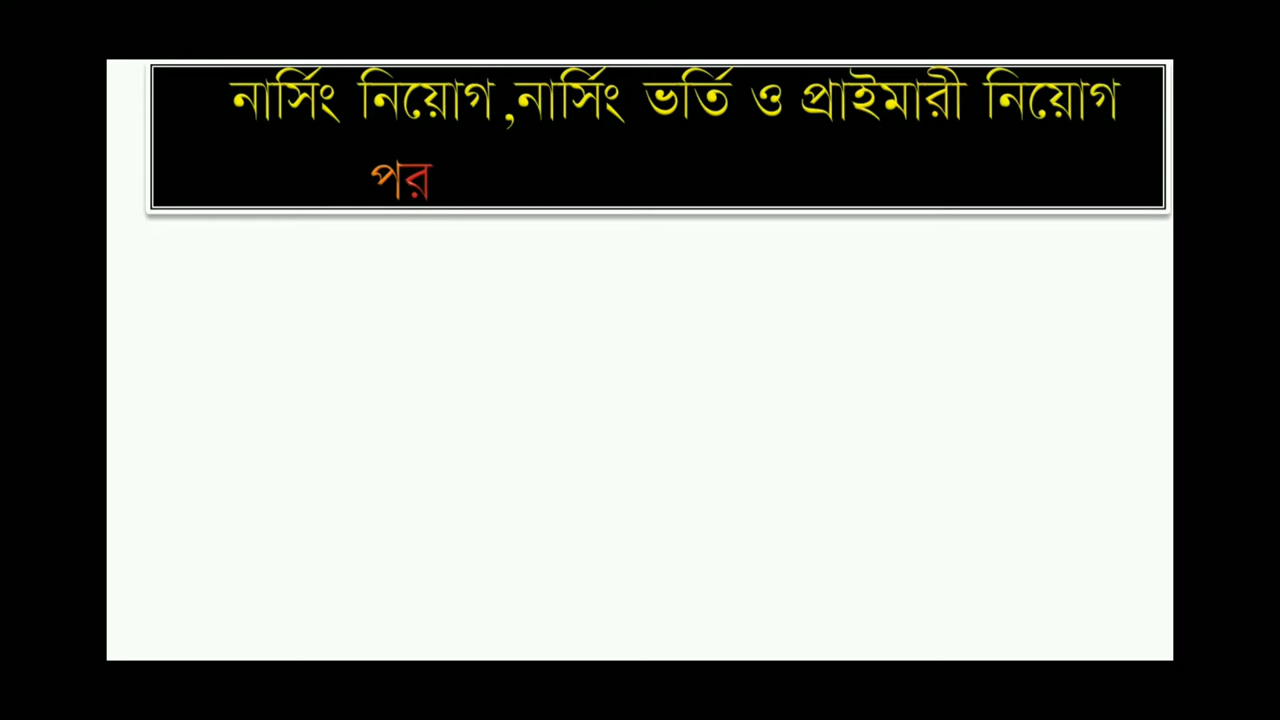 নার্সিং নিয়োগ ,নার্সিং ভর্তি ও প্রাইমারী নিয়োগ
পর